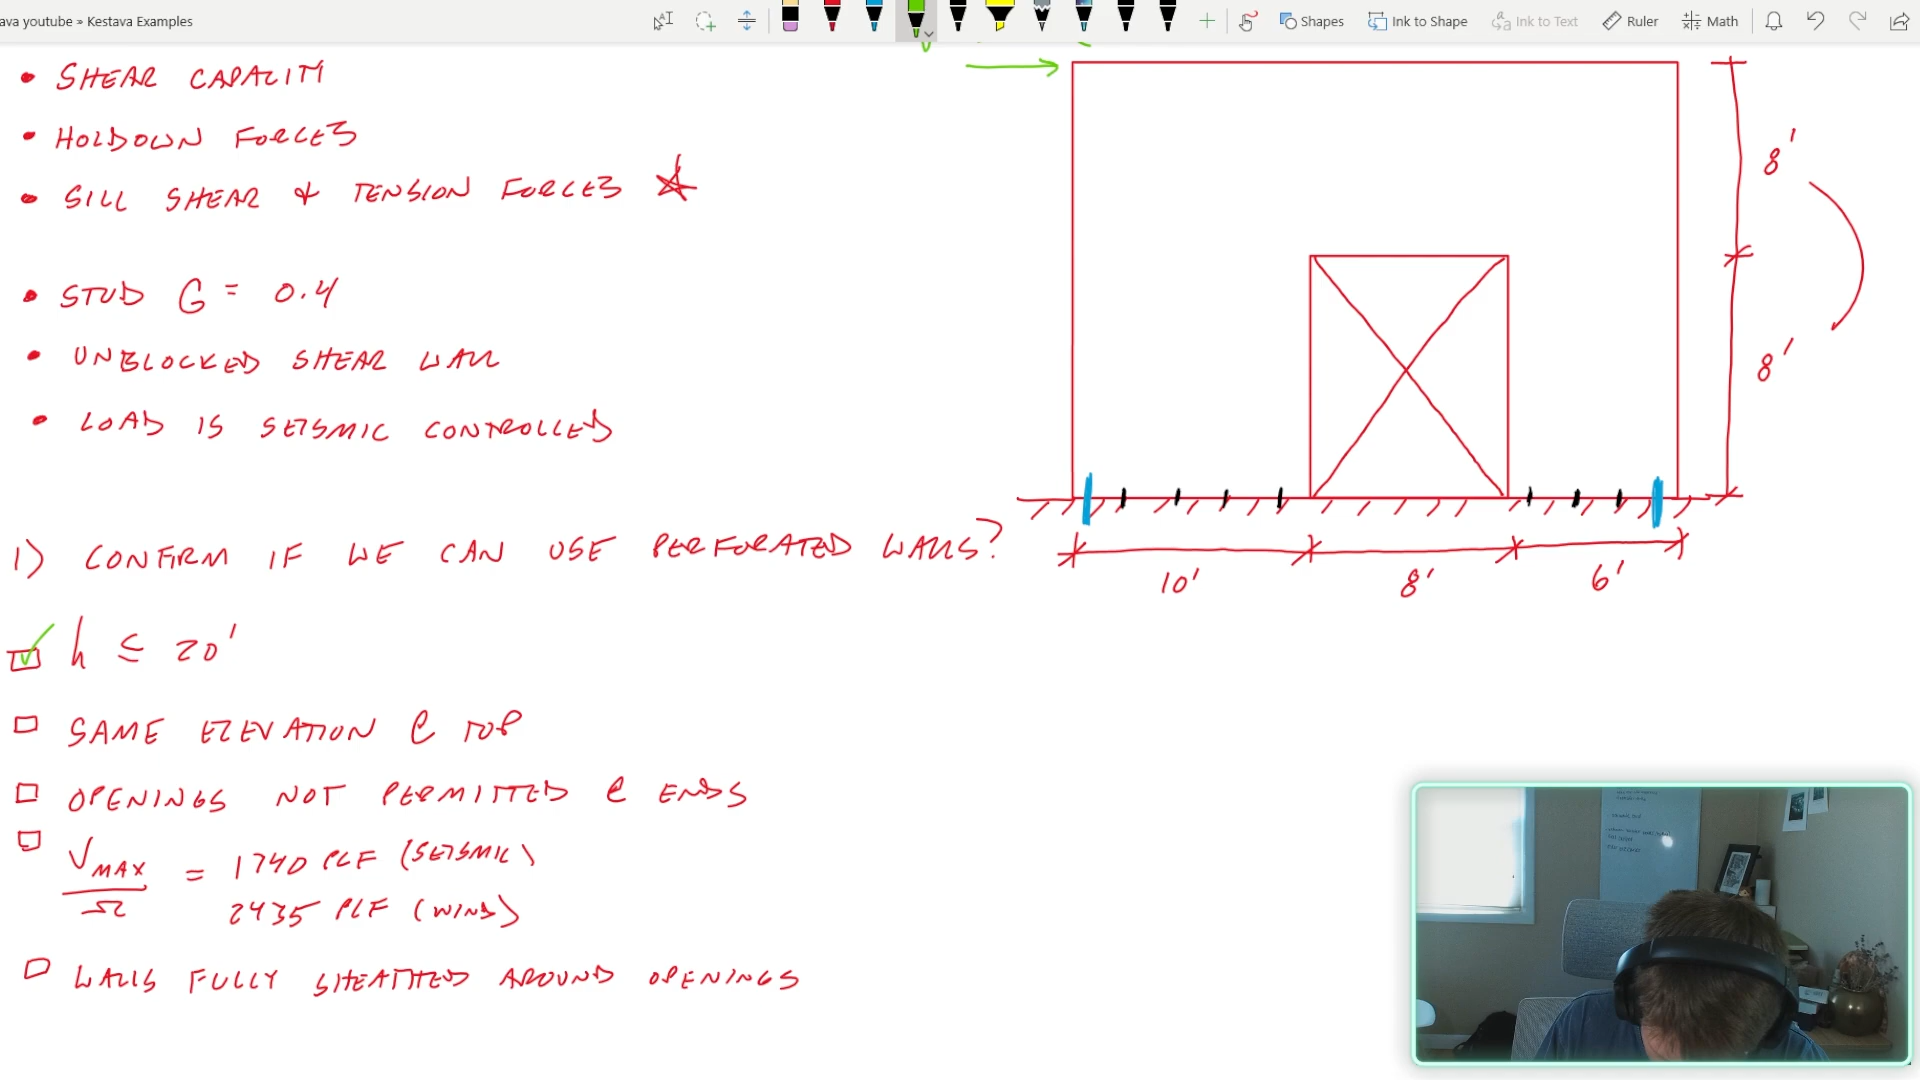 ava youtube » Kestava Examples
Shapes
Ink to Shape
Ink to Text
Ruler
Math
• SHEAR CAPACITY
• HOLDOWN FORCES
• SILL SHEAR & TENSION FORCES
• STUD G = 0.4
• UNBLOCKED SHEAR WALL
• LOAD IS SEISMIC CONTROLLED
1) CONFIRM IF WE CAN USE PERFORATED WALLS?
h ≤ 20'
SAME ELEVATION @ TOP
OPENINGS NOT PERMITTED @ ENDS
VMAX / Ω = 1740 PLF (SEISMIC)
2435 PLF (WIND)
WALLS FULLY SHEATHED AROUND OPENINGS
8'
8'
10'
8'
6'